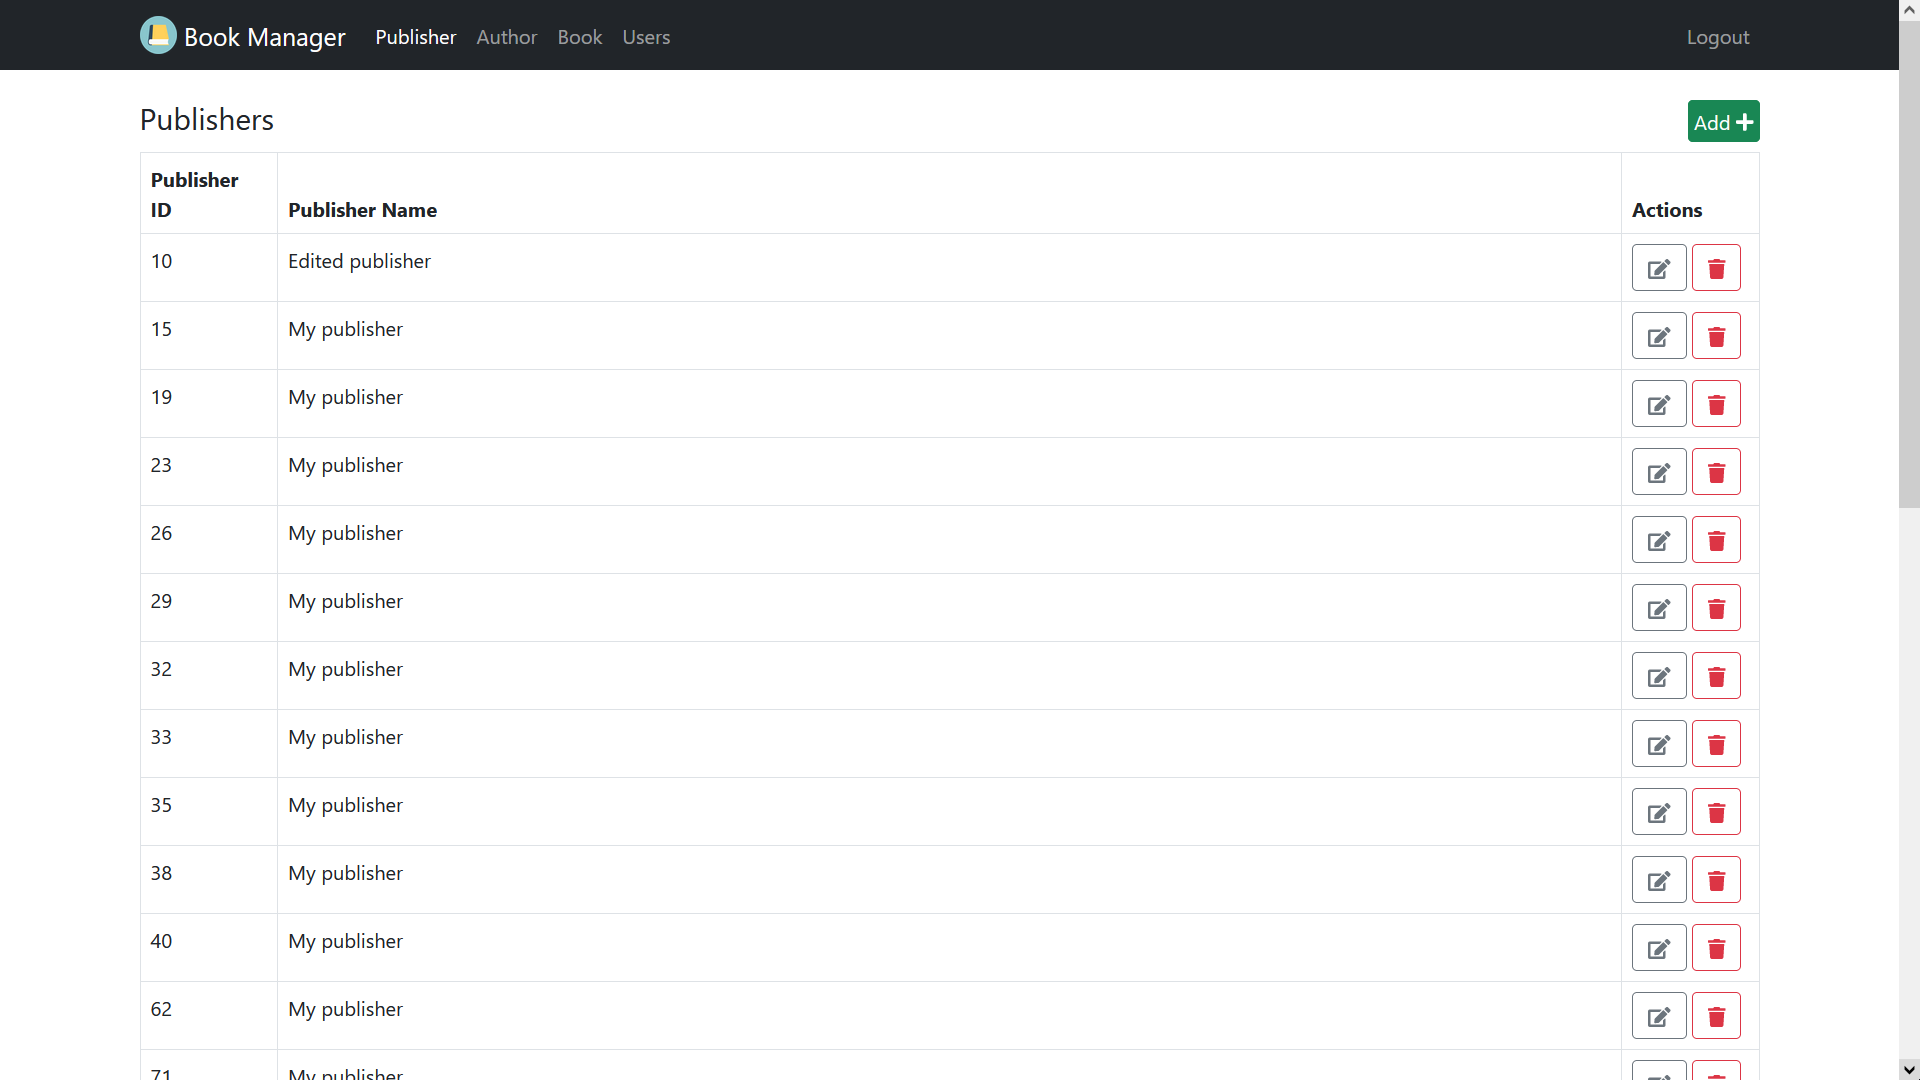 Book Manager Publisher Author Book Users Logout
Publishers
Add
Publisher
ID
Publisher Name
Actions
10 Edited publisher
15 My publisher
19 My publisher
23 My publisher
26 My publisher
29 My publisher
32 My publisher
33 My publisher
35 My publisher
38 My publisher
40 My publisher
62 My publisher
71 My publisher